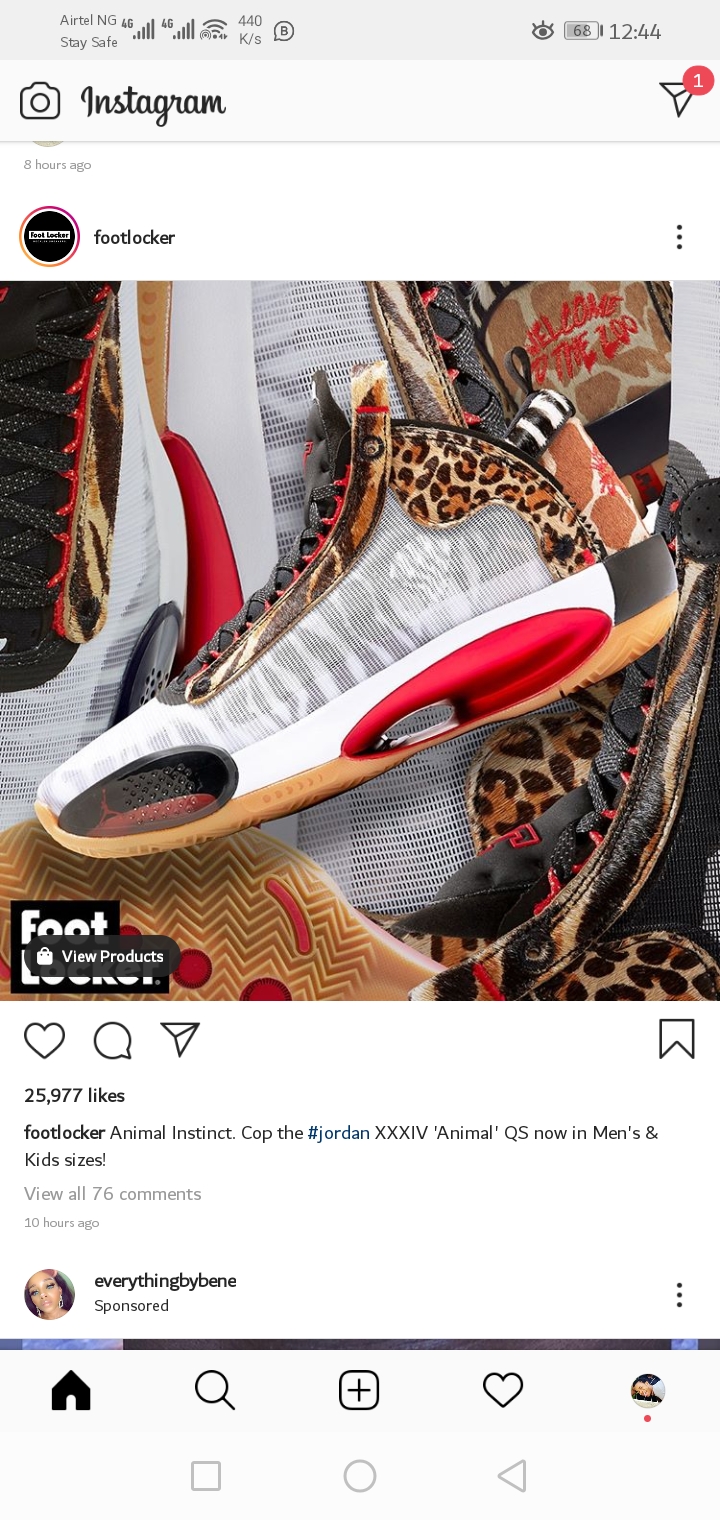 Airtel NG 4G 4G 440 B 68 12:44
Stay Safe K/s
Instagram 1
8 hours ago
Foot Locker
footlocker
WELCOME
TO THE ZOO
Foot
Locker.
View Products
25,977 likes
footlocker Animal Instinct. Cop the #jordan XXXIV 'Animal' QS now in Men's &
Kids sizes!
View all 76 comments
10 hours ago
everythingbybene
Sponsored